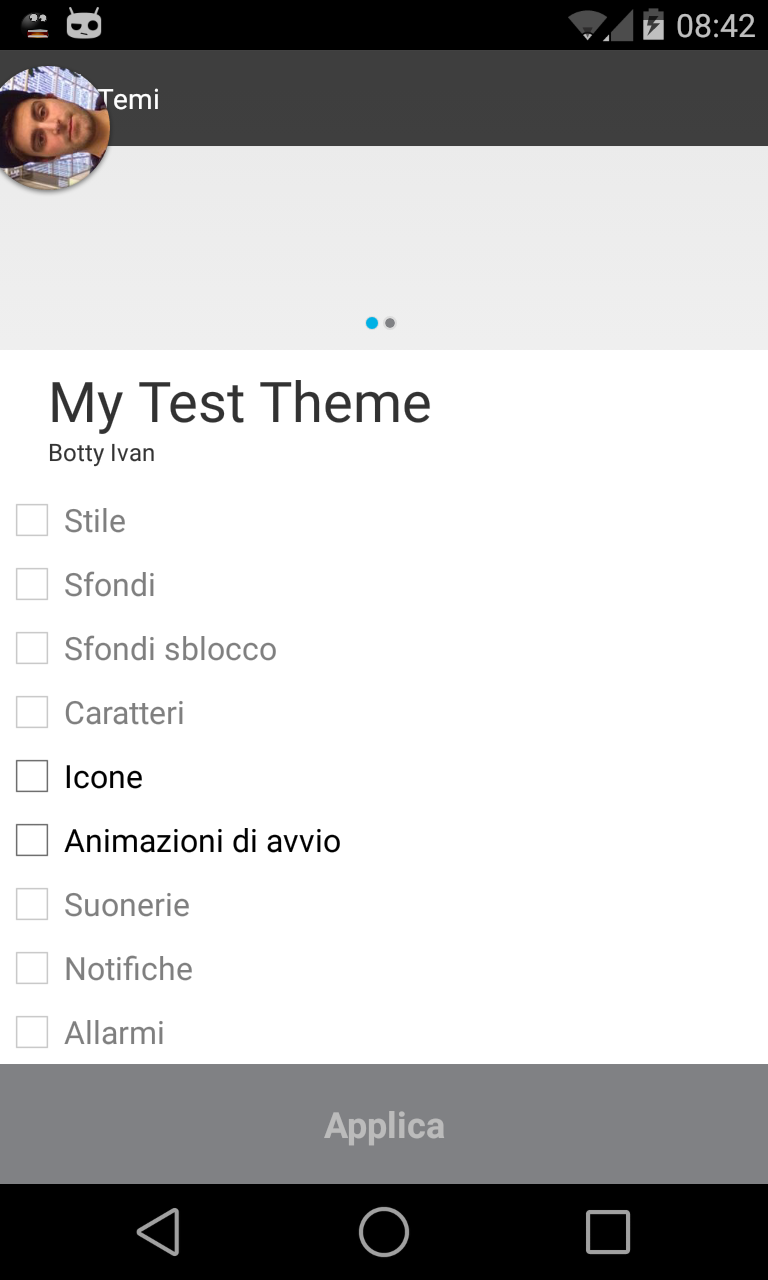 08:42
Temi
My Test Theme
Botty Ivan
Stile
Sfondi
Sfondi sblocco
Caratteri
Icone
Animazioni di avvio
Suonerie
Notifiche
Allarmi
Applica